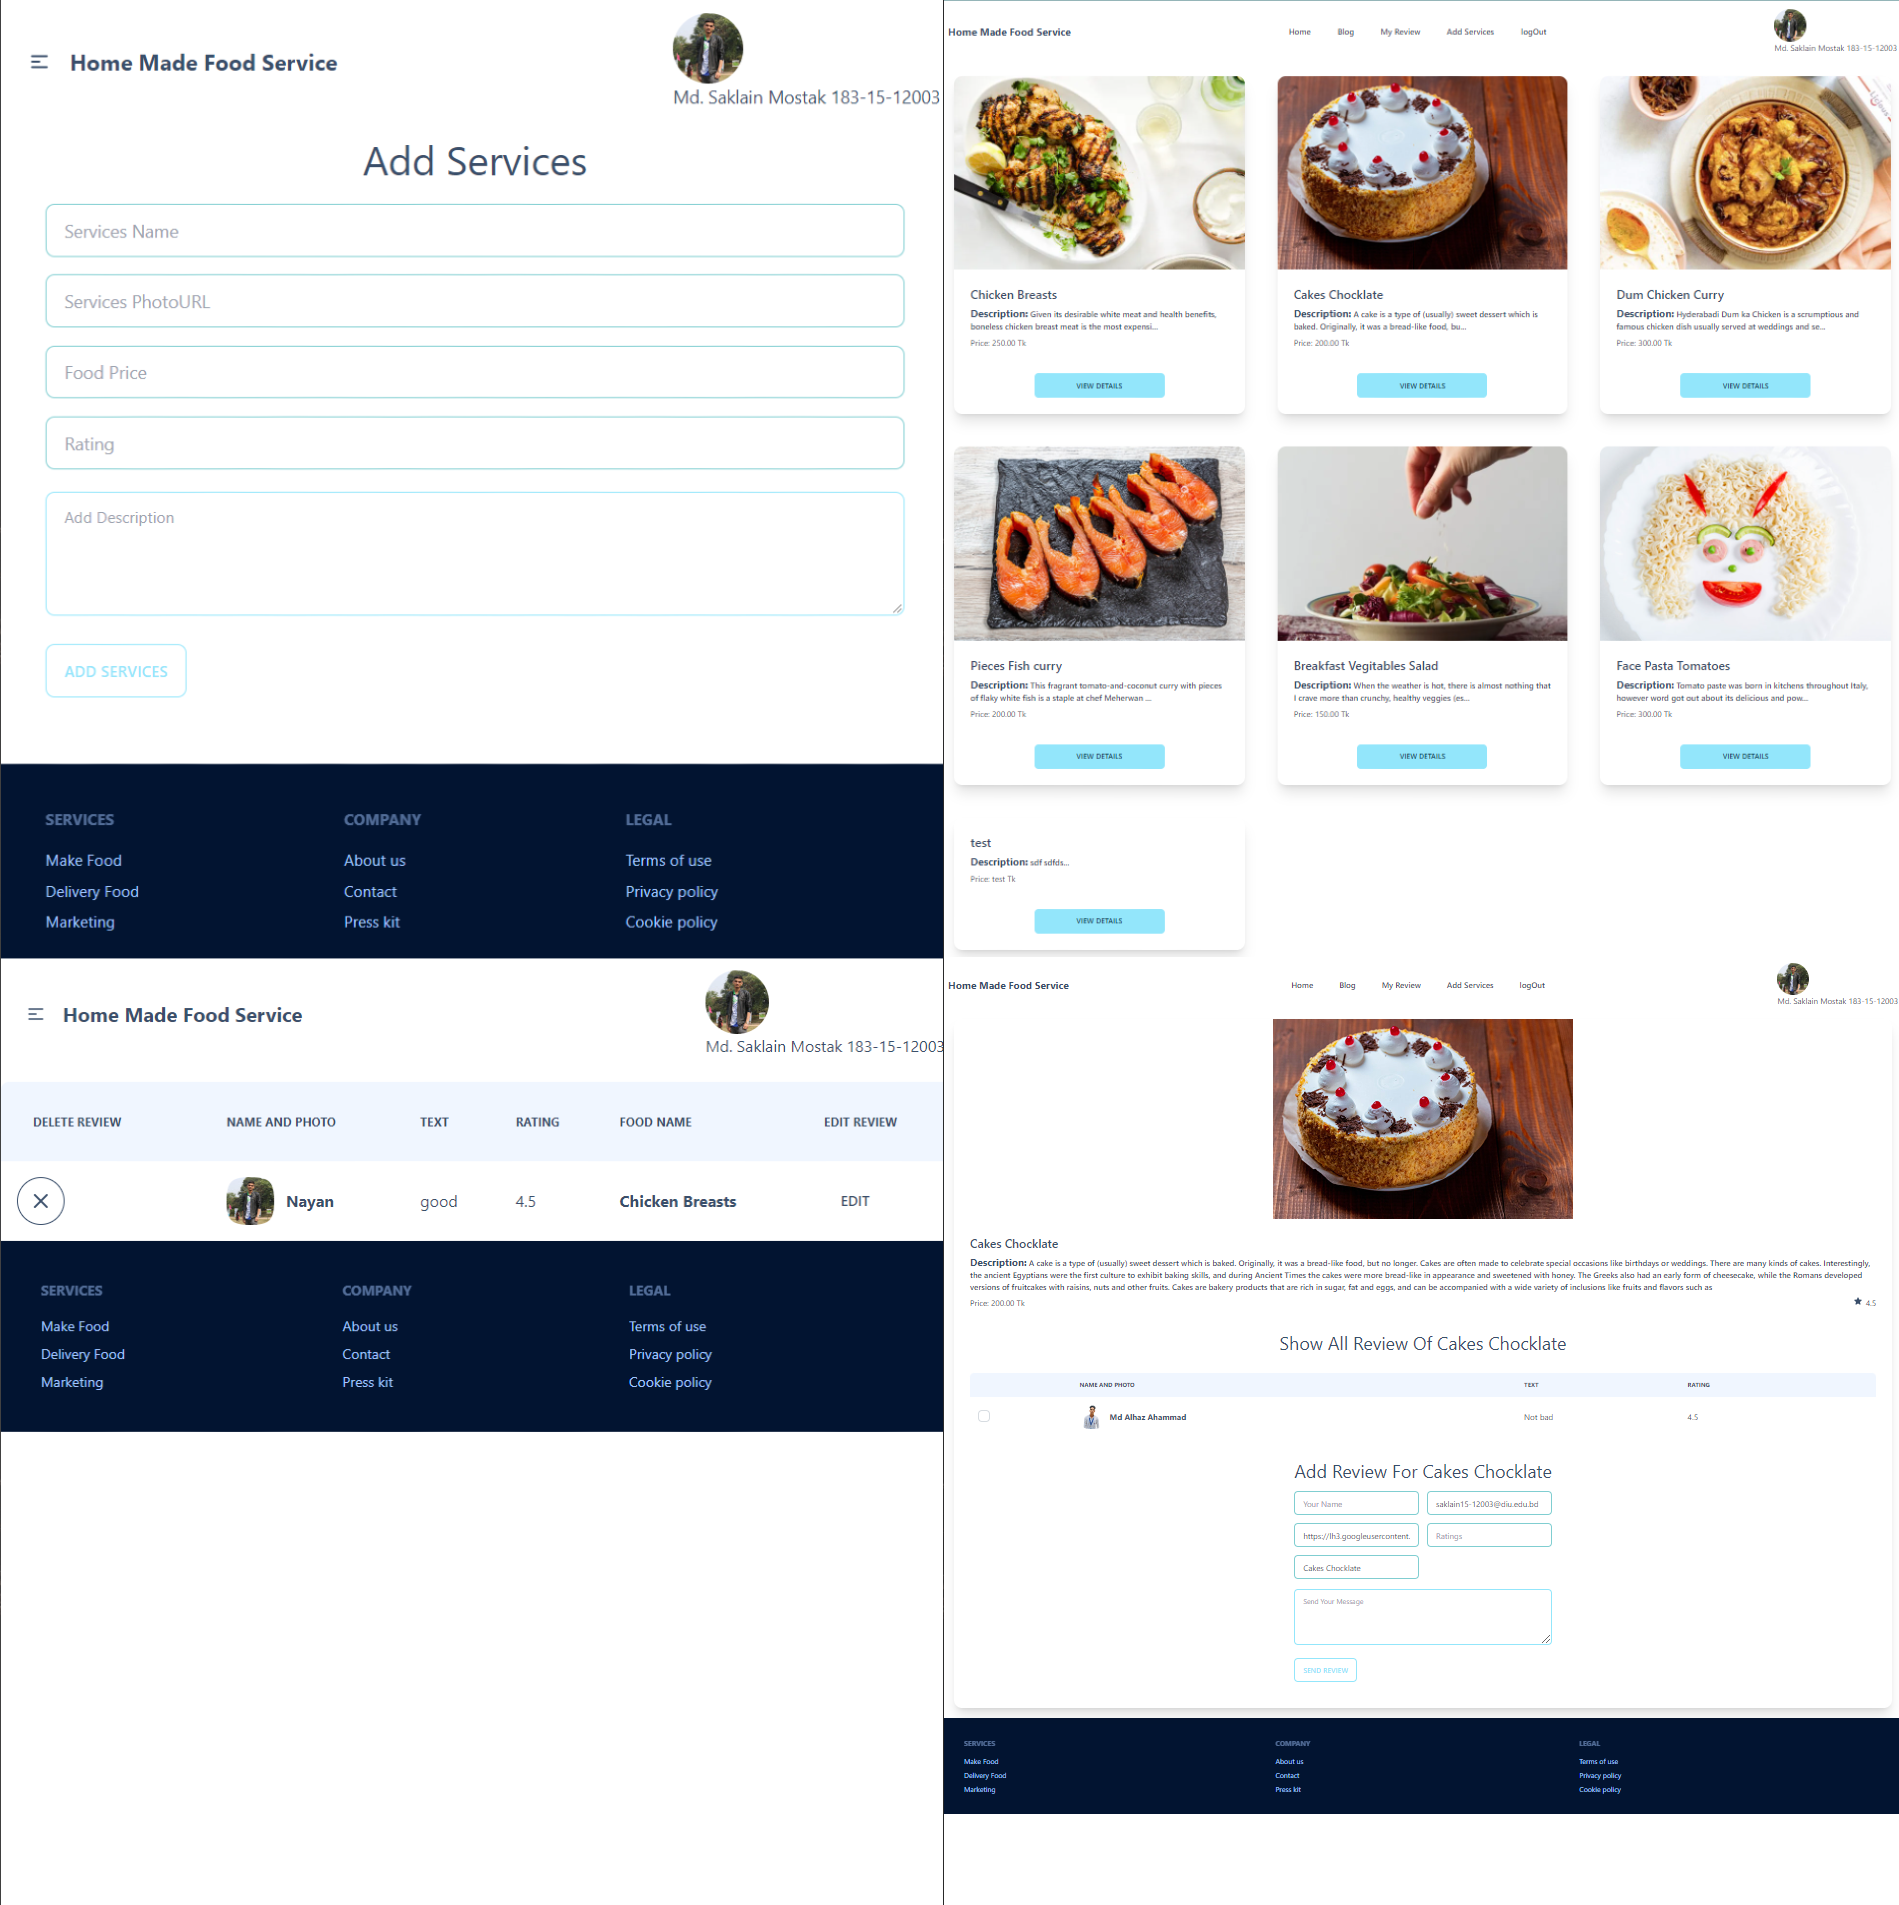 Home Made Food Service
Md. Saklain Mostak 183-15-12003
Add Services
Services Name
Services PhotoURL
Food Price
Rating
Add Description
ADD SERVICES
SERVICES COMPANY LEGAL
Make Food About us Terms of use
Delivery Food Contact Privacy policy
Marketing Press kit Cookie policy
Home Made Food Service Home Blog My Review Add Services logOut
Md. Saklain Mostak 183-15-12003
Chicken Breasts
Description: Given its desirable white meat and health benefits,
boneless chicken breast meat is the most expensi...
Price: 250.00 Tk
VIEW DETAILS
Cakes Chocklate
Description: A cake is a type of (usually) sweet dessert which is
baked. Originally, it was a bread-like food, bu...
Price: 200.00 Tk
VIEW DETAILS
Dum Chicken Curry
Description: Hyderabadi Dum ka Chicken is a scrumptious and
famous chicken dish usually served at weddings and se...
Price: 300.00 Tk
VIEW DETAILS
Pieces Fish curry
Description: This fragrant tomato-and-coconut curry with pieces
of flaky white fish is a staple at chef Meherwan ...
Price: 200.00 Tk
VIEW DETAILS
Breakfast Vegitables Salad
Description: When the weather is hot, there is almost nothing that
I crave more than crunchy, healthy veggies (es...
Price: 150.00 Tk
VIEW DETAILS
Face Pasta Tomatoes
Description: Tomato paste was born in kitchens throughout Italy,
however word got out about its delicious and pow...
Price: 300.00 Tk
VIEW DETAILS
test
Description: sdf sdfds...
Price: test Tk
VIEW DETAILS
Home Made Food Service
Md. Saklain Mostak 183-15-12003
DELETE REVIEW NAME AND PHOTO TEXT RATING FOOD NAME EDIT REVIEW
Nayan good 4.5 Chicken Breasts EDIT
SERVICES COMPANY LEGAL
Make Food About us Terms of use
Delivery Food Contact Privacy policy
Marketing Press kit Cookie policy
Home Made Food Service Home Blog My Review Add Services logOut
Md. Saklain Mostak 183-15-12003
Cakes Chocklate
Description: A cake is a type of (usually) sweet dessert which is baked. Originally, it was a bread-like food, but no longer. Cakes are often made to celebrate special occasions like birthdays or weddings. There are many kinds of cakes. Interestingly,
the ancient Egyptians were the first culture to exhibit baking skills, and during Ancient Times the cakes were more bread-like in appearance and sweetened with honey. The Greeks also had an early form of cheesecake, while the Romans developed
versions of fruitcakes with raisins, nuts and other fruits. Cakes are bakery products that are rich in sugar, fat and eggs, and can be accompanied with a wide variety of inclusions like fruits and flavors such as
Price: 200.00 Tk 4.5
Show All Review Of Cakes Chocklate
NAME AND PHOTO TEXT RATING
Md Alhaz Ahammad Not bad 4.5
Add Review For Cakes Chocklate
Your Name saklain15-12003@diu.edu.bd
https://lh3.googleusercontent. Ratings
Cakes Chocklate
Send Your Message
SEND REVIEW
SERVICES COMPANY LEGAL
Make Food About us Terms of use
Delivery Food Contact Privacy policy
Marketing Press kit Cookie policy